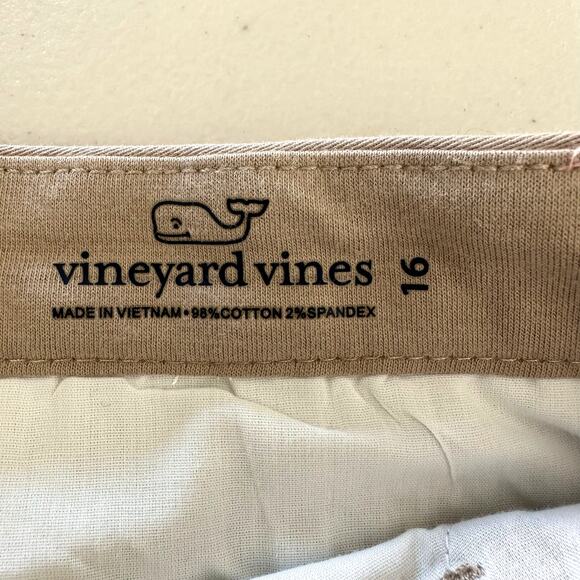 vineyard vines
MADE IN VIETNAM•98%COTTON 2%SPANDEX
16